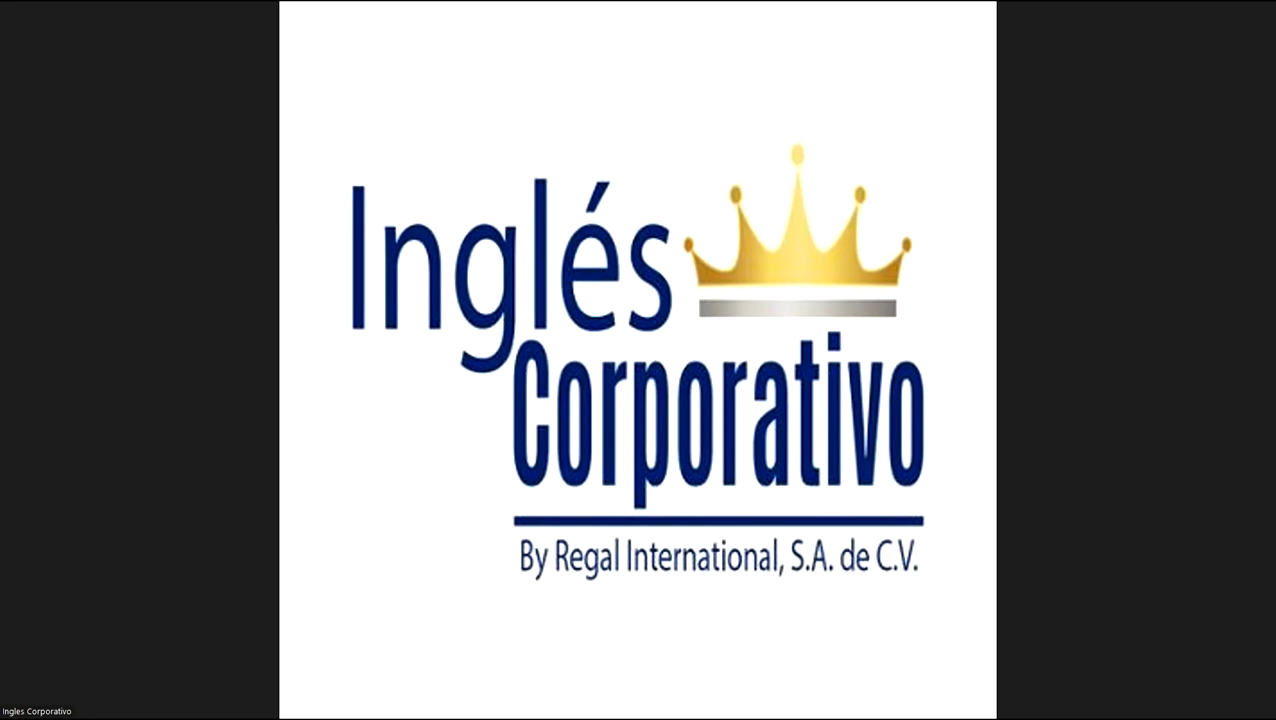 Inglés
Corporativo
By Regal International, S.A. de C.V.
Ingles Corporativo